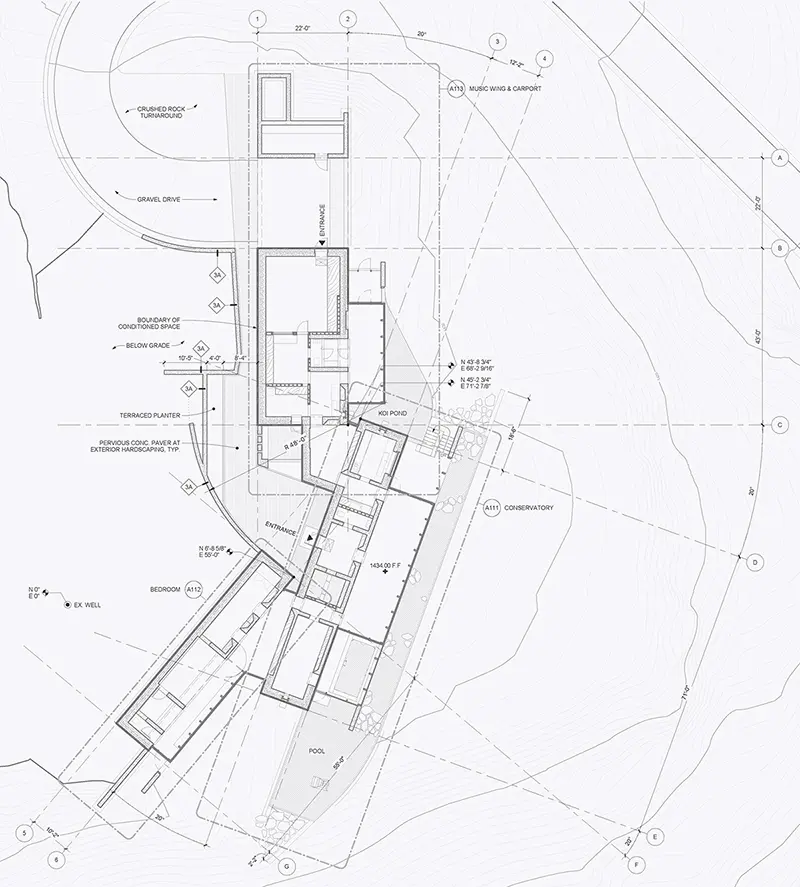 1
2
22'-0"
20°
3
12'-2"
4
A113 MUSIC WING & CARPORT
CRUSHED ROCK
TURNAROUND
A
GRAVEL DRIVE
22'-0"
ENTRANCE
B
3A
3A
BOUNDARY OF
CONDITIONED SPACE
BELOW GRADE
3A
10'-5"
4'-0"
8'-4"
43'-0"
N 43'-8 3/4"
E 68'-2 9/16"
3A
N 45'-2 3/4"
E 71'-2 7/8"
TERRACED PLANTER
KOI POND
18'-6"
C
PERVIOUS CONC. PAVER AT
EXTERIOR HARDSCAPING, TYP.
R 48'-0"
3A
20°
A111 CONSERVATORY
ENTRANCE
N 6'-8 5/8"
E 55'-0"
1434.00 F.F
D
BEDROOM A112
N 0"
E 0"
EX. WELL
71'-0"
POOL
55'-0"
5
10'-2"
6
20°
2'-2"
G
E
20°
F